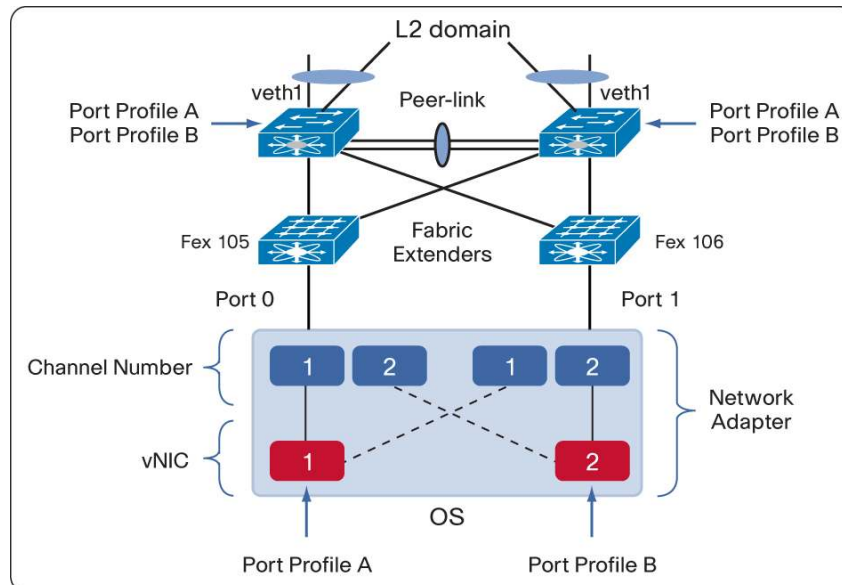 L2 domain
veth1
veth1
Peer-link
Port Profile A
Port Profile B
Port Profile A
Port Profile B
Fex 105
Fabric
Extenders
Fex 106
Port 0
Port 1
Channel Number
1
2
1
2
Network
Adapter
vNIC
1
2
OS
Port Profile A
Port Profile B